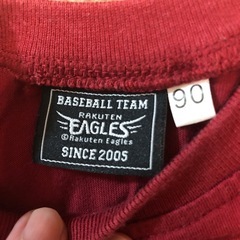 BASEBALL TEAM
RAKUTEN
EAGLES
©Rakuten Eagles
SINCE 2005
90